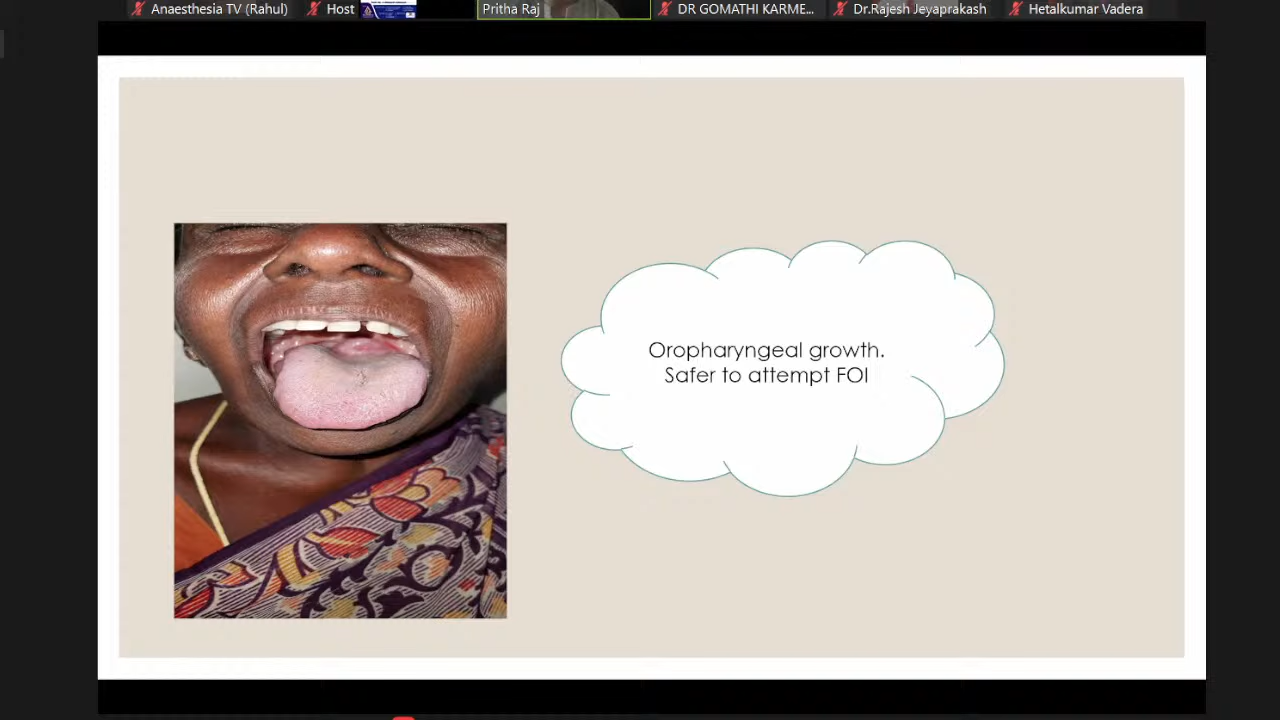 Anaesthesia TV (Rahul)
Host
Pritha Raj
DR GOMATHI KARME...
Dr.Rajesh Jeyaprakash
Hetalkumar Vadera
Oropharyngeal growth.
Safer to attempt FOI